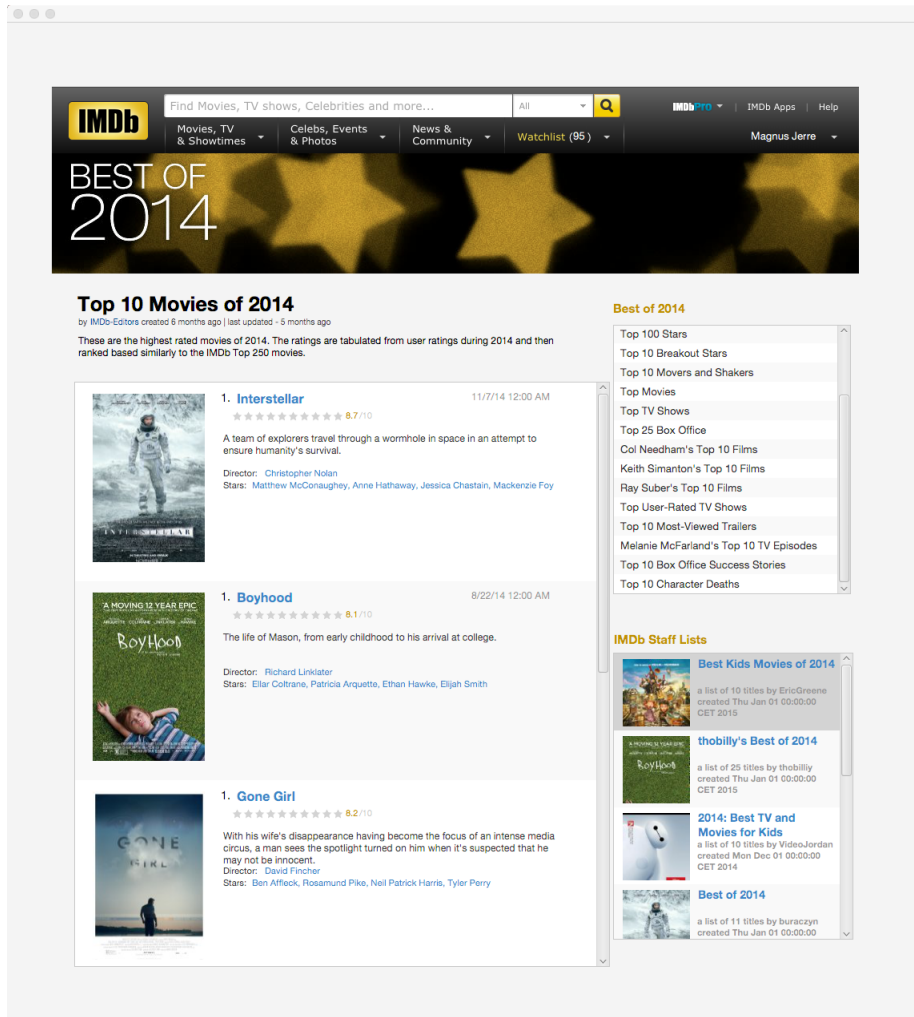 IMDb
Find Movies, TV shows, Celebrities and more...
All
IMDbPro
IMDb Apps
Help
Movies, TV
& Showtimes
Celebs, Events
& Photos
News &
Community
Watchlist (95)
Magnus Jerre
BEST OF
2014
Top 10 Movies of 2014
by IMDb-Editors created 6 months ago | last updated - 5 months ago
These are the highest rated movies of 2014. The ratings are tabulated from user ratings during 2014 and then
ranked based similarly to the IMDb Top 250 movies.
1. Interstellar
11/7/14 12:00 AM
8.7/10
A team of explorers travel through a wormhole in space in an attempt to
ensure humanity's survival.
Director: Christopher Nolan
Stars: Matthew McConaughey, Anne Hathaway, Jessica Chastain, Mackenzie Foy
INTERSTELLAR
1. Boyhood
8/22/14 12:00 AM
8.1/10
The life of Mason, from early childhood to his arrival at college.
Director: Richard Linklater
Stars: Ellar Coltrane, Patricia Arquette, Ethan Hawke, Elijah Smith
A MOVING 12 YEAR EPIC
BOYHOOD
1. Gone Girl
8.2/10
With his wife's disappearance having become the focus of an intense media
circus, a man sees the spotlight turned on him when it's suspected that he
may not be innocent.
Director: David Fincher
Stars: Ben Affleck, Rosamund Pike, Neil Patrick Harris, Tyler Perry
GONE
GIRL
Best of 2014
Top 100 Stars
Top 10 Breakout Stars
Top 10 Movers and Shakers
Top Movies
Top TV Shows
Top 25 Box Office
Col Needham's Top 10 Films
Keith Simanton's Top 10 Films
Ray Suber's Top 10 Films
Top User-Rated TV Shows
Top 10 Most-Viewed Trailers
Melanie McFarland's Top 10 TV Episodes
Top 10 Box Office Success Stories
Top 10 Character Deaths
IMDb Staff Lists
Best Kids Movies of 2014
a list of 10 titles by EricGreene
created Thu Jan 01 00:00:00
CET 2015
thobilly's Best of 2014
a list of 25 titles by thobilliy
created Thu Jan 01 00:00:00
CET 2015
BOYHOOD
2014: Best TV and
Movies for Kids
a list of 10 titles by VideoJordan
created Mon Dec 01 00:00:00
CET 2014
Best of 2014
a list of 11 titles by buraczyn
created Thu Jan 01 00:00:00